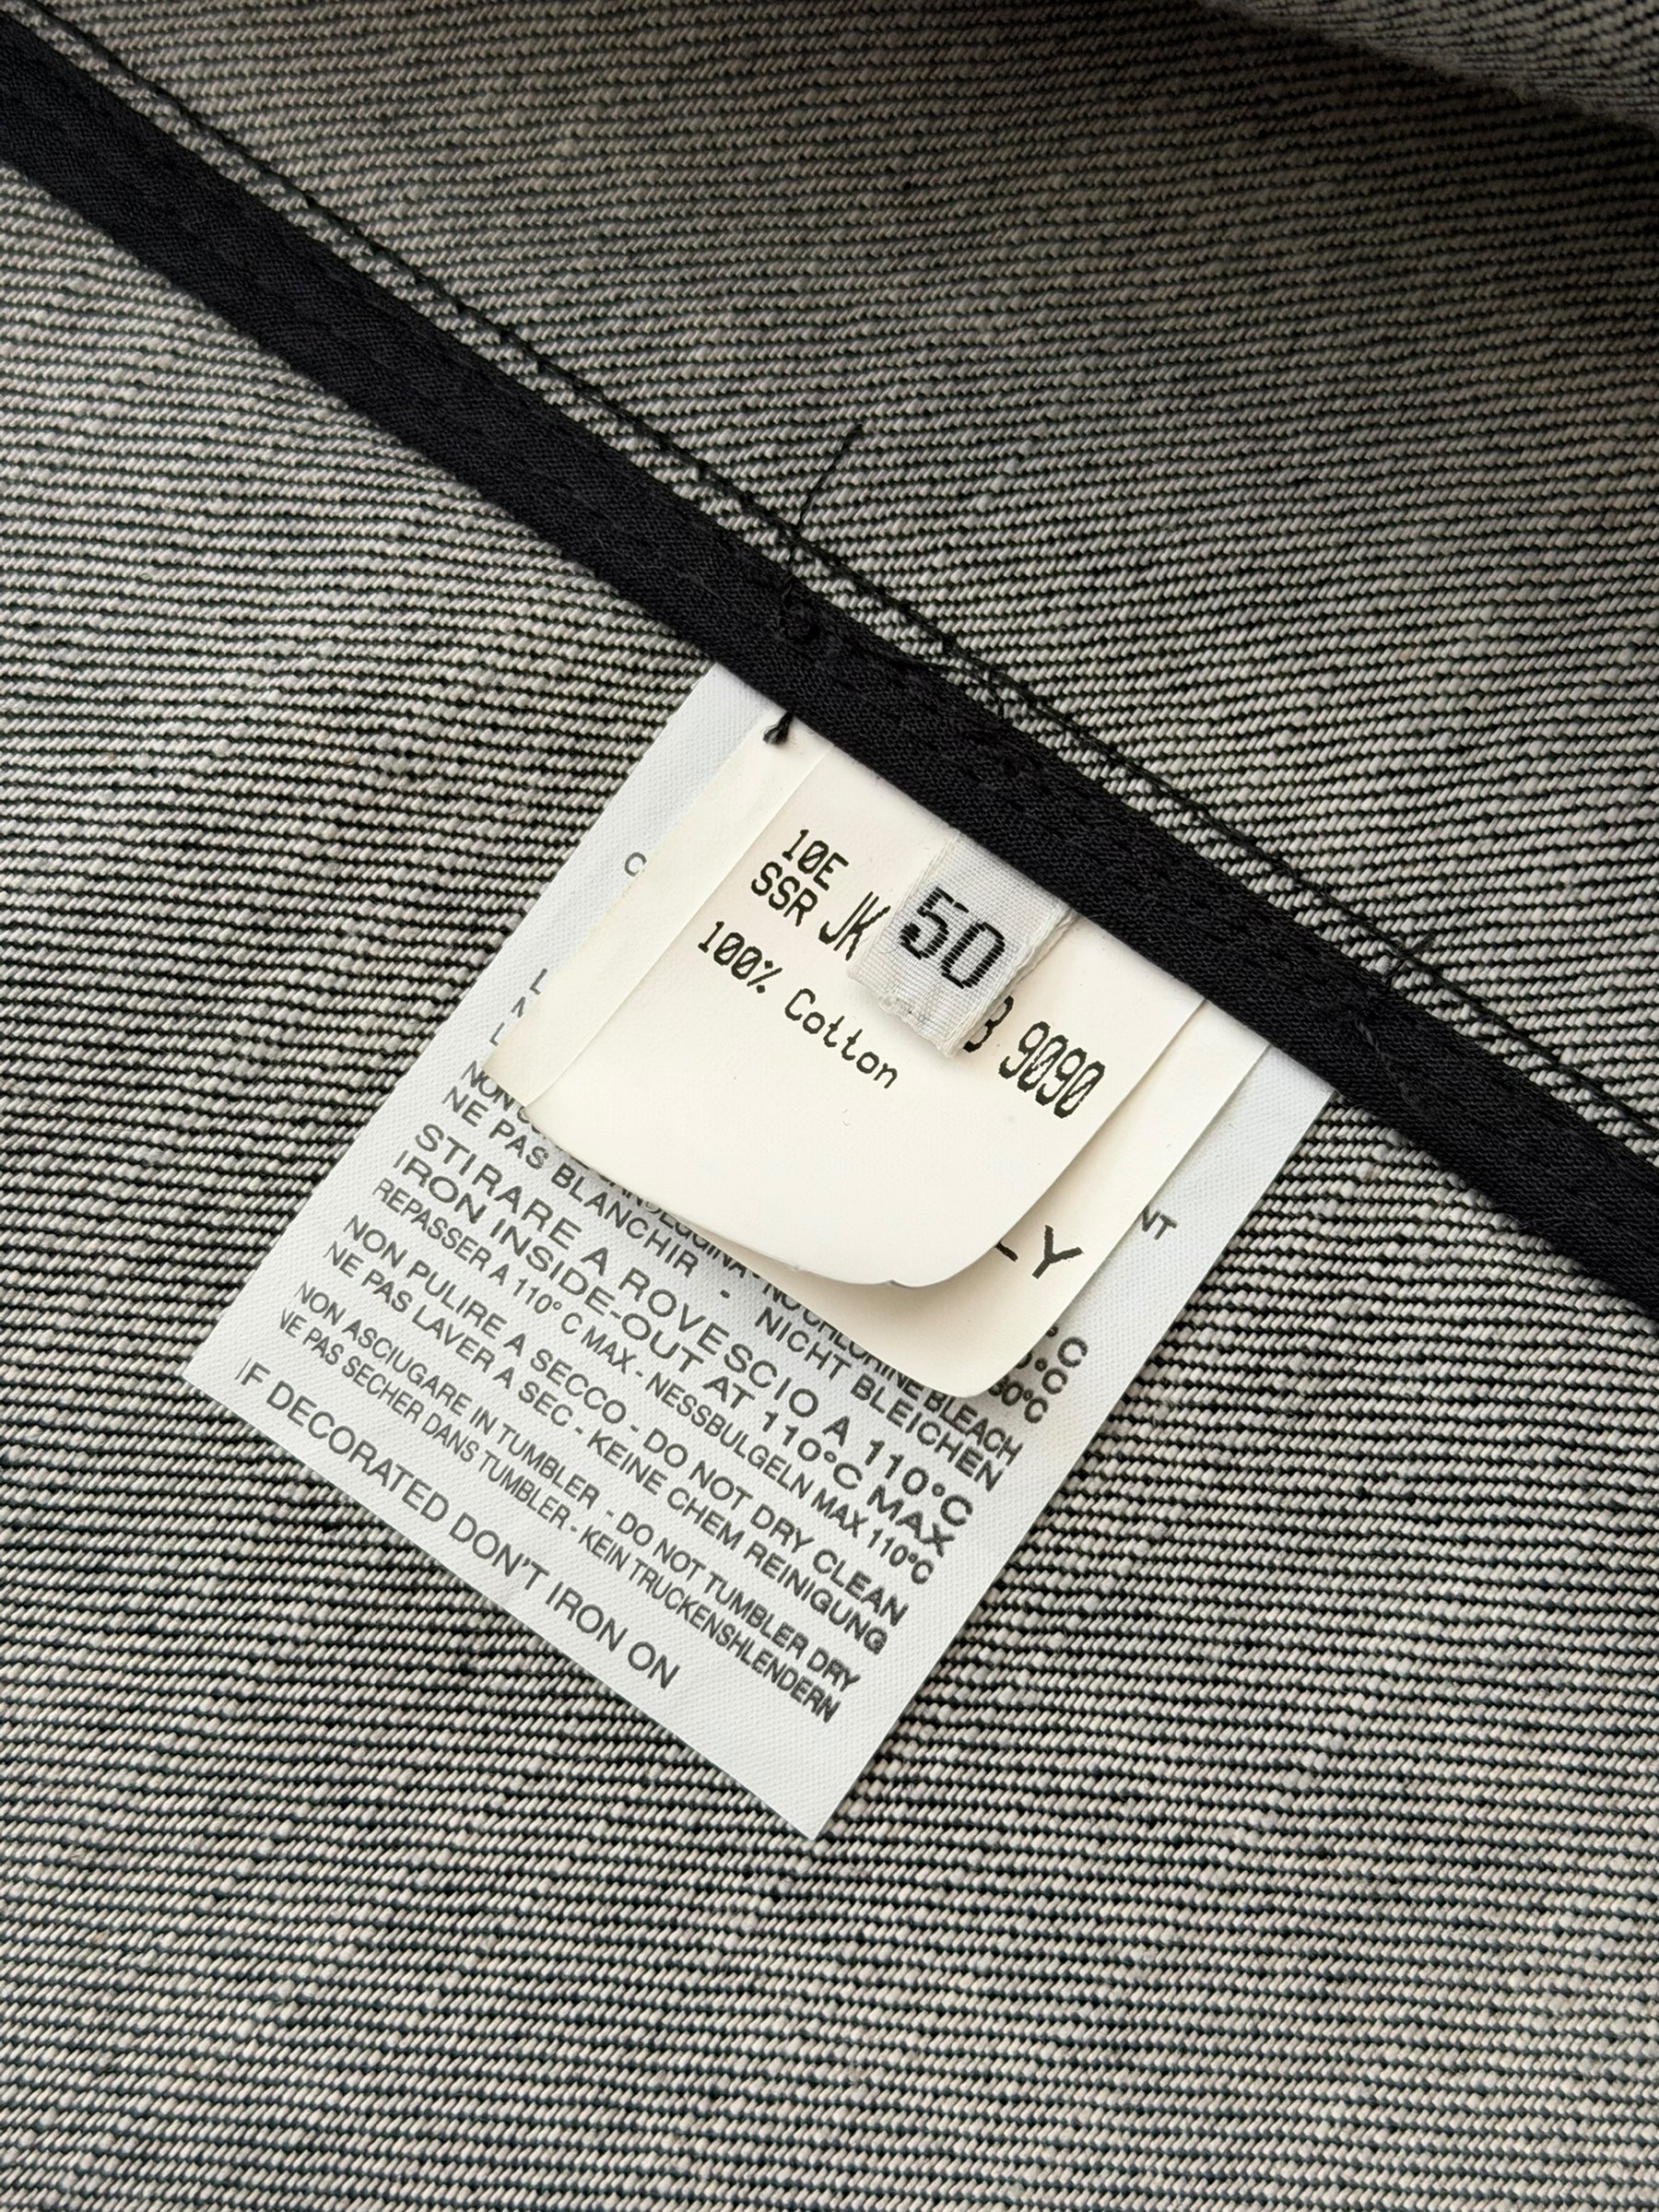 10E
SSR JK
50
9090
100% Cotton
LY
NT
NE PAS BLANCHIR - NICHT BLEICHEN
STIRARE A ROVESCIO A 110°C
IRON INSIDE-OUT AT 110°C MAX
REPASSER A 110° C MAX - NESSBULGELN MAX 110°C
NON PULIRE A SECCO - DO NOT DRY CLEAN
NE PAS LAVER A SEC - KEINE CHEM REINIGUNG
NON ASCIUGARE IN TUMBLER - DO NOT TUMBLER DRY
NE PAS SECHER DANS TUMBLER - KEIN TRUCKENSHLENDERN
IF DECORATED DON'T IRON ON